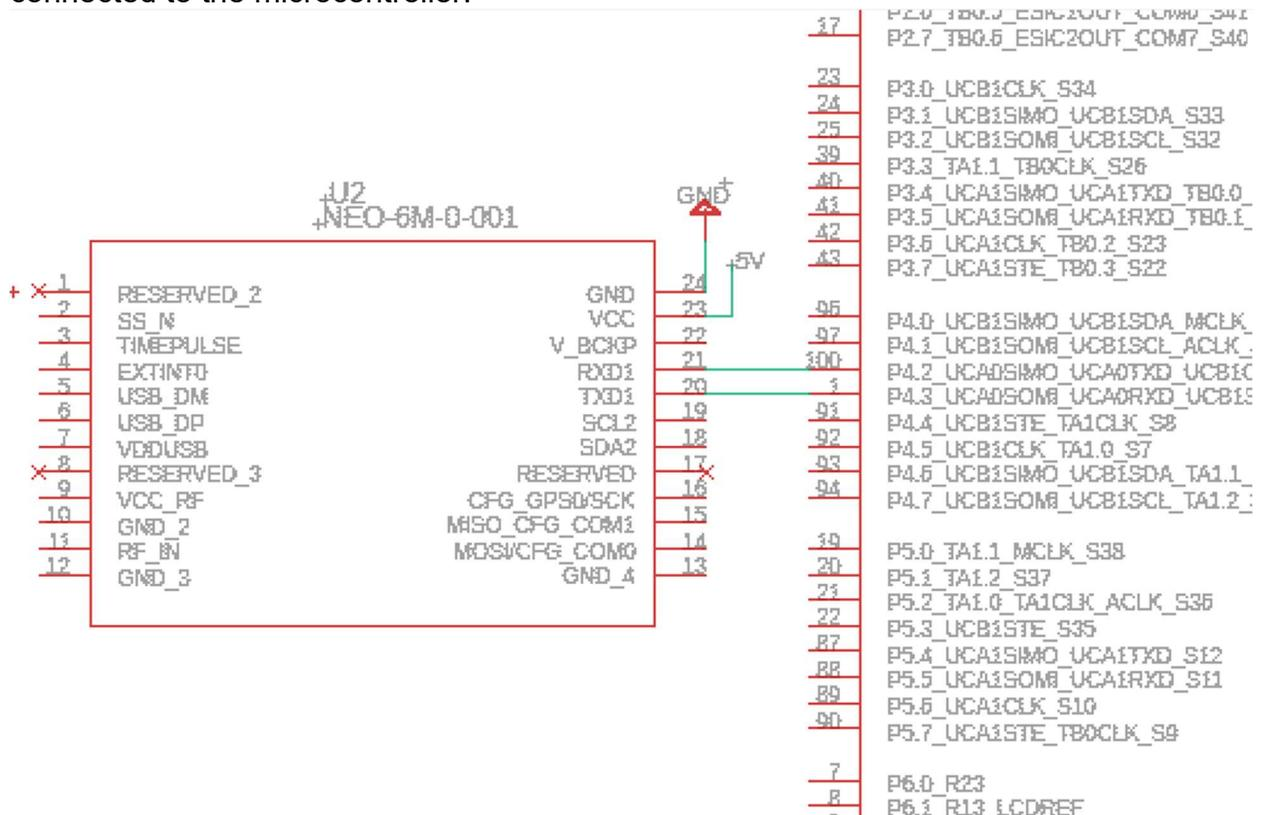 connected to the microcontroller.
17
P2.7_TB0.6_ESIC2OUT_COM7_S40
23
P3.0_UCB1CLK_S34
24
P3.1_UCB1SIMO_UCB1SDA_S33
25
P3.2_UCB1SOMI_UCB1SCL_S32
39
P3.3_TA1.1_TB0CLK_S26
40
P3.4_UCA1SIMO_UCA1TXD_TB0.0_
41
P3.5_UCA1SOMI_UCA1RXD_TB0.1_
42
P3.6_UCA1CLK_TB0.2_S23
43
P3.7_UCA1STE_TB0.3_S22
U2
NEO-6M-0-001
GND
+5V
1 RESERVED_2
2 SS_N
3 TIMEPULSE
4 EXTINT0
5 USB_DM
6 USB_DP
7 VDDUSB
8 RESERVED_3
9 VCC_RF
10 GND_2
11 RF_IN
12 GND_3
GND 24
VCC 23
V_BCKP 22
RXD1 21
TXD1 20
SCL2 19
SDA2 18
RESERVED 17
CFG_GPS0/SCK 16
MISO_CFG_COM1 15
MOSI/CFG_COM0 14
GND_4 13
96
P4.0_UCB1SIMO_UCB1SDA_MCLK_
97
P4.1_UCB1SOMI_UCB1SCL_ACLK_
100
P4.2_UCA0SIMO_UCA0TXD_UCB1C
1
P4.3_UCA0SOMI_UCA0RXD_UCB1S
91
P4.4_UCB1STE_TA1CLK_S8
92
P4.5_UCB1CLK_TA1.0_S7
93
P4.6_UCB1SIMO_UCB1SDA_TA1.1_
94
P4.7_UCB1SOMI_UCB1SCL_TA1.2_
19
P5.0_TA1.1_MCLK_S38
20
P5.1_TA1.2_S37
21
P5.2_TA1.0_TA1CLK_ACLK_S36
22
P5.3_UCB1STE_S35
87
P5.4_UCA1SIMO_UCA1TXD_S12
88
P5.5_UCA1SOMI_UCA1RXD_S11
89
P5.6_UCA1CLK_S10
90
P5.7_UCA1STE_TB0CLK_S9
7
P6.0_R23
8
P6.1_R13_LCDREF